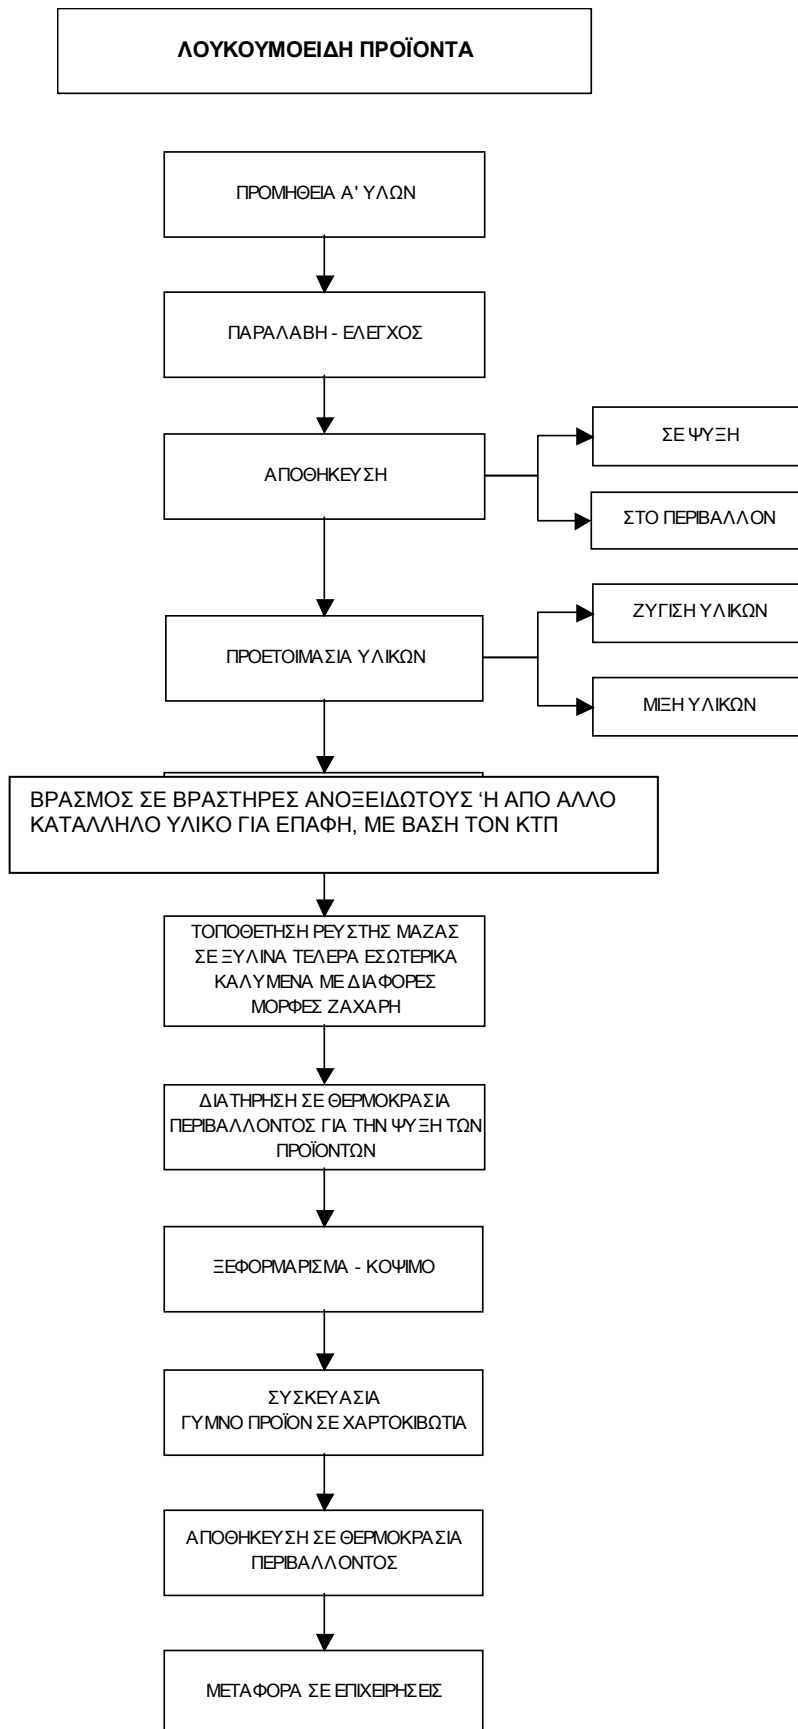 ΛΟΥΚΟΥΜΟΕΙΔΗ ΠΡΟΪΟΝΤΑ
ΠΡΟΜΗΘΕΙΑ Α' ΥΛΩΝ
ΠΑΡΑΛΑΒΗ - ΕΛΕΓΧΟΣ
ΑΠΟΘΗΚΕΥΣΗ
ΣΕ ΨΥΞΗ
ΣΤΟ ΠΕΡΙΒΑΛΛΟΝ
ΠΡΟΕΤΟΙΜΑΣΙΑ ΥΛΙΚΩΝ
ΖΥΓΙΣΗ ΥΛΙΚΩΝ
ΜΙΞΗ ΥΛΙΚΩΝ
ΒΡΑΣΜΟΣ ΣΕ ΒΡΑΣΤΗΡΕΣ ΑΝΟΞΕΙΔΩΤΟΥΣ ‘Η ΑΠΟ ΑΛΛΟ
ΚΑΤΑΛΛΗΛΟ ΥΛΙΚΟ ΓΙΑ ΕΠΑΦΗ, ΜΕ ΒΑΣΗ ΤΟΝ ΚΤΠ
ΤΟΠΟΘΕΤΗΣΗ ΡΕΥΣΤΗΣ ΜΑΖΑΣ
ΣΕ ΞΥΛΙΝΑ ΤΕΛΕΡΑ ΕΣΩΤΕΡΙΚΑ
ΚΑΛΥΜΕΝΑ ΜΕ ΔΙΑΦΟΡΕΣ
ΜΟΡΦΕΣ ΖΑΧΑΡΗ
ΔΙΑΤΗΡΗΣΗ ΣΕ ΘΕΡΜΟΚΡΑΣΙΑ
ΠΕΡΙΒΑΛΛΟΝΤΟΣ ΓΙΑ ΤΗΝ ΨΥΞΗ ΤΩΝ
ΠΡΟΪΟΝΤΩΝ
ΞΕΦΟΡΜΑΡΙΣΜΑ - ΚΟΨΙΜΟ
ΣΥΣΚΕΥΑΣΙΑ
ΓΥΜΝΟ ΠΡΟΪΟΝ ΣΕ ΧΑΡΤΟΚΙΒΩΤΙΑ
ΑΠΟΘΗΚΕΥΣΗ ΣΕ ΘΕΡΜΟΚΡΑΣΙΑ
ΠΕΡΙΒΑΛΛΟΝΤΟΣ
ΜΕΤΑΦΟΡΑ ΣΕ ΕΠΙΧΕΙΡΗΣΕΙΣ